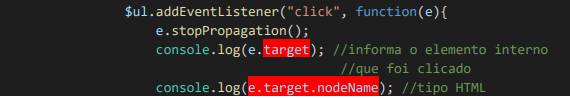 $ul.addEventListener("click", function(e){
e.stopPropagation();
console.log(e.target); //informa o elemento interno
//que foi clicado
console.log(e.target.nodeName); //tipo HTML